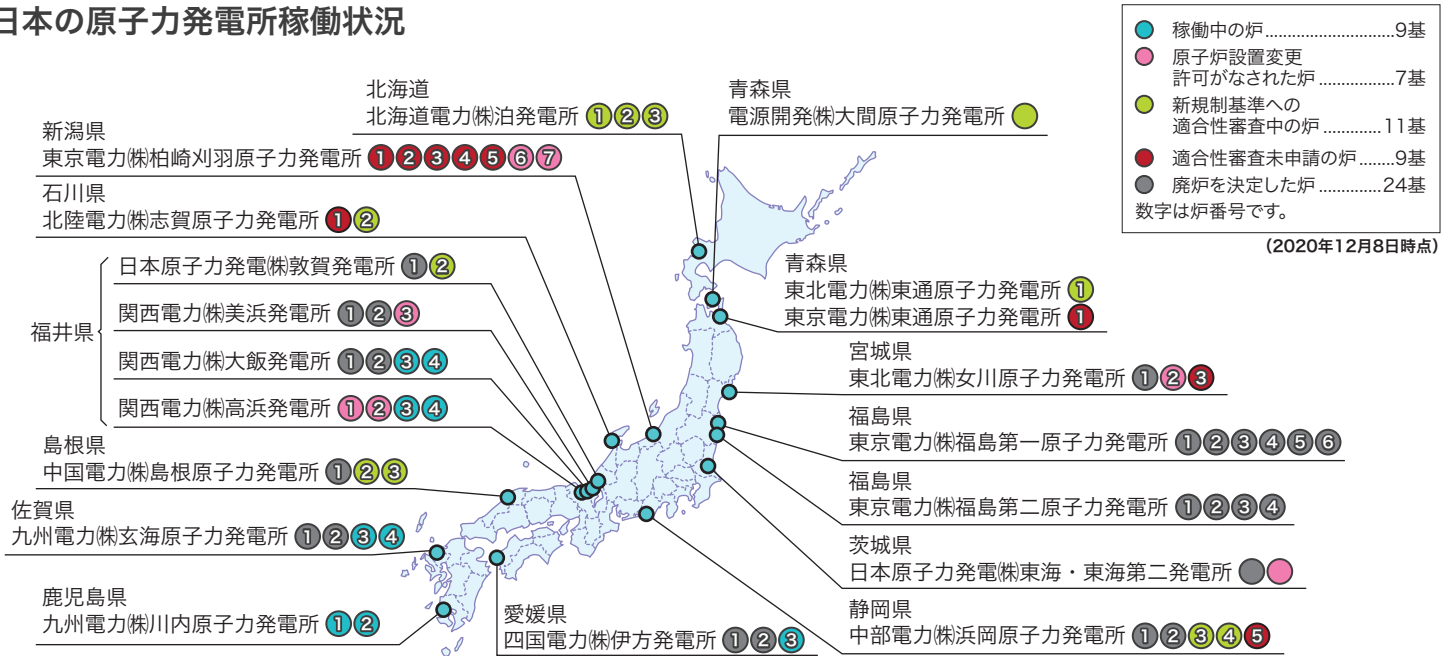 日本の原子力発電所稼働状況
稼働中の炉............................9基
原子炉設置変更
許可がなされた炉................7基
新規制基準への
適合性審査中の炉............11基
適合性審査未申請の炉.......9基
廃炉を決定した炉.............24基
数字は炉番号です。
(2020年12月8日時点)
北海道
北海道電力㈱泊発電所 ①②③
青森県
電源開発㈱大間原子力発電所
新潟県
東京電力㈱柏崎刈羽原子力発電所 ①②③④⑤⑥⑦
石川県
北陸電力㈱志賀原子力発電所 ①②
福井県
日本原子力発電㈱敦賀発電所 ①②
関西電力㈱美浜発電所 ①②③
関西電力㈱大飯発電所 ①②③④
関西電力㈱高浜発電所 ①②③④
島根県
中国電力㈱島根原子力発電所 ①②③
佐賀県
九州電力㈱玄海原子力発電所 ①②③④
鹿児島県
九州電力㈱川内原子力発電所 ①②
愛媛県
四国電力㈱伊方発電所 ①②③
青森県
東北電力㈱東通原子力発電所 ①
東京電力㈱東通原子力発電所 ①
宮城県
東北電力㈱女川原子力発電所 ①②③
福島県
東京電力㈱福島第一原子力発電所 ①②③④⑤⑥
福島県
東京電力㈱福島第二原子力発電所 ①②③④
茨城県
日本原子力発電㈱東海・東海第二発電所
静岡県
中部電力㈱浜岡原子力発電所 ①②③④⑤